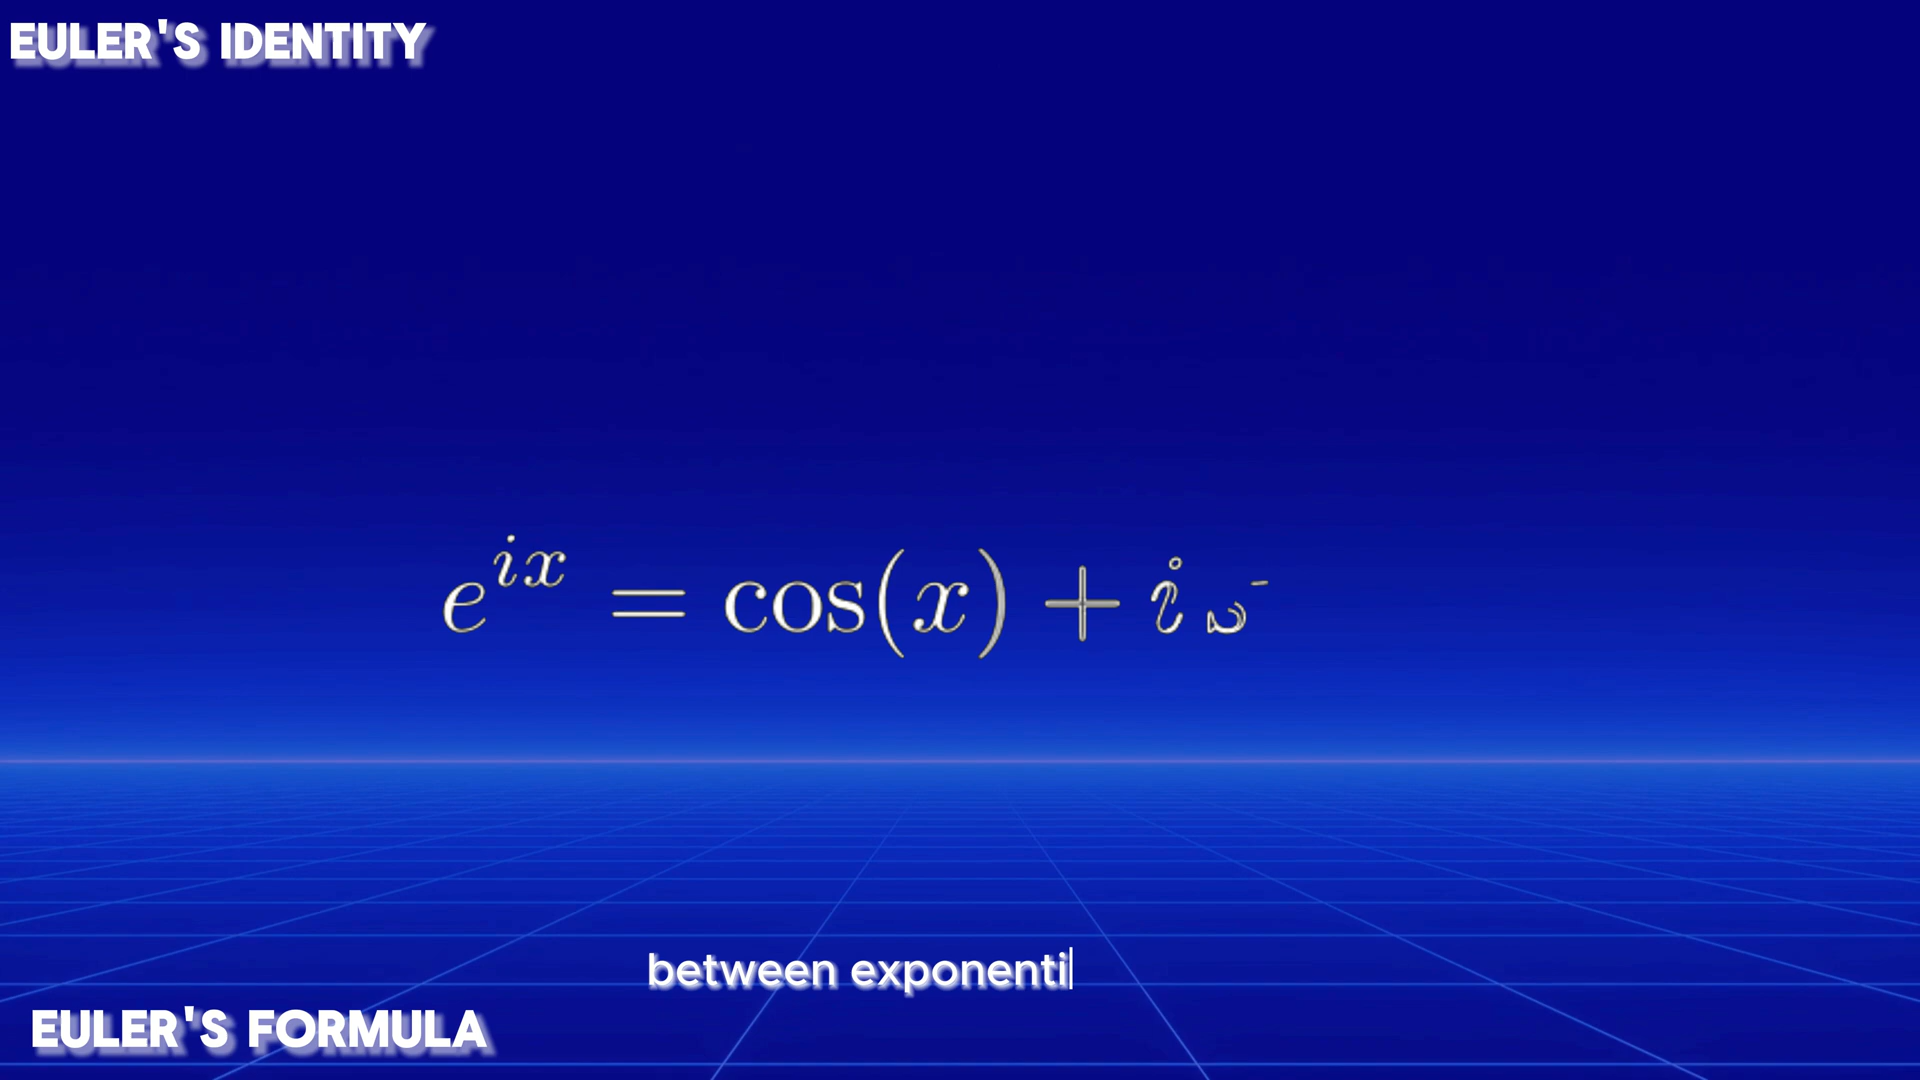 EULER'S IDENTITY
e^{ix} = cos(x) + i
between exponenti
EULER'S FORMULA